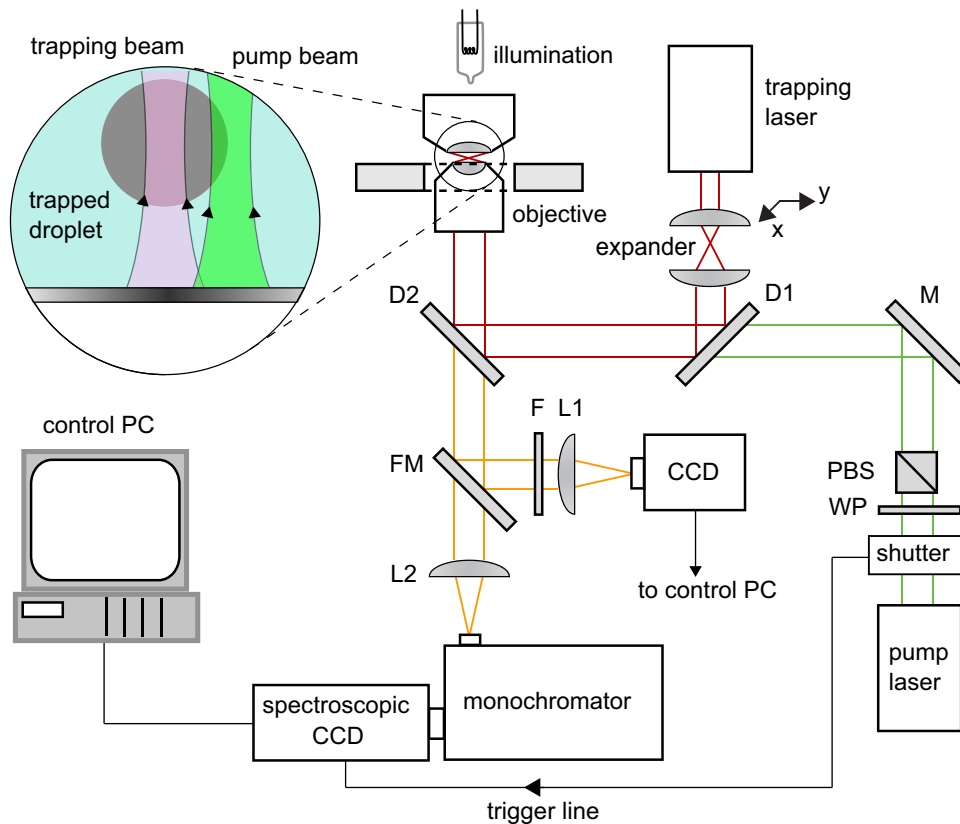 trapping beam
pump beam
illumination
trapping
laser
trapped
droplet
objective
expander
y
x
D2
D1
M
control PC
F
L1
FM
CCD
PBS
WP
shutter
L2
to control PC
pump
laser
spectroscopic
CCD
monochromator
trigger line